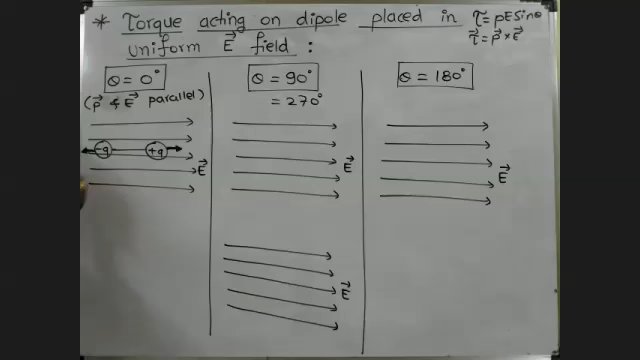 * Torque acting on dipole placed in τ = pE Sinθ
uniform E⃗ field : τ⃗ = p⃗ × E⃗
θ = 0°
(p⃗ & E⃗ parallel)
-q +q
E⃗
θ = 90°
= 270°
E⃗
E⃗
θ = 180°
E⃗